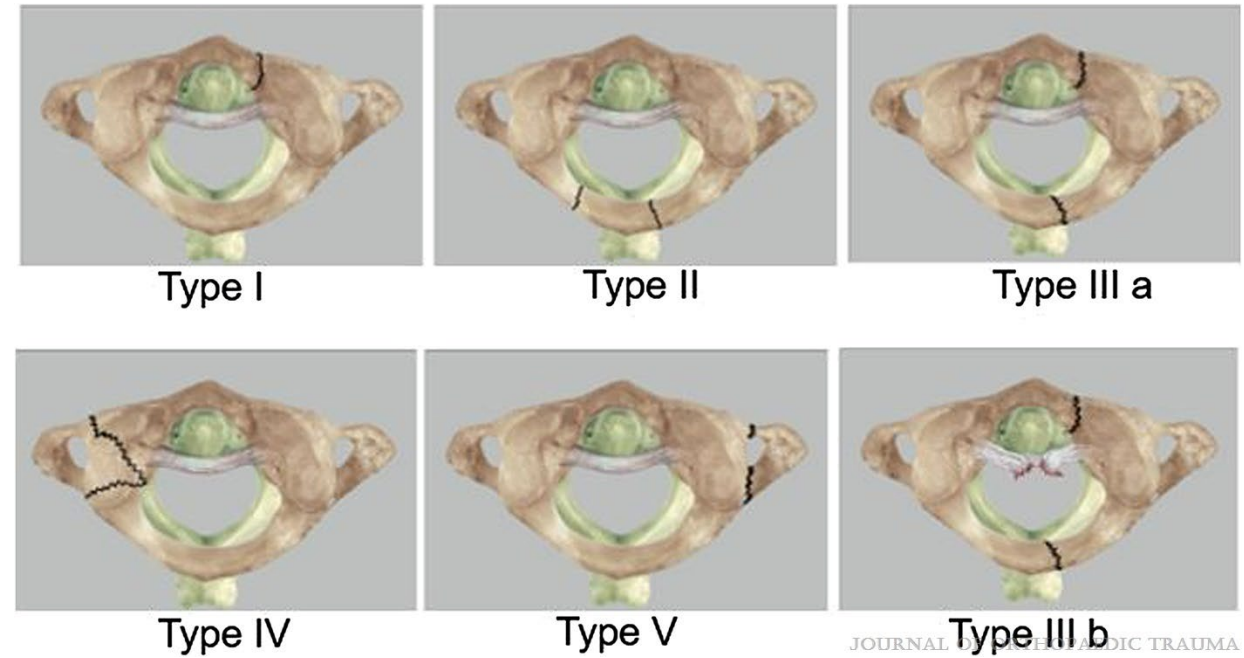 Type I
Type II
Type III a
Type IV
Type V
Type III b
JOURNAL OF ORTHOPAEDIC TRAUMA